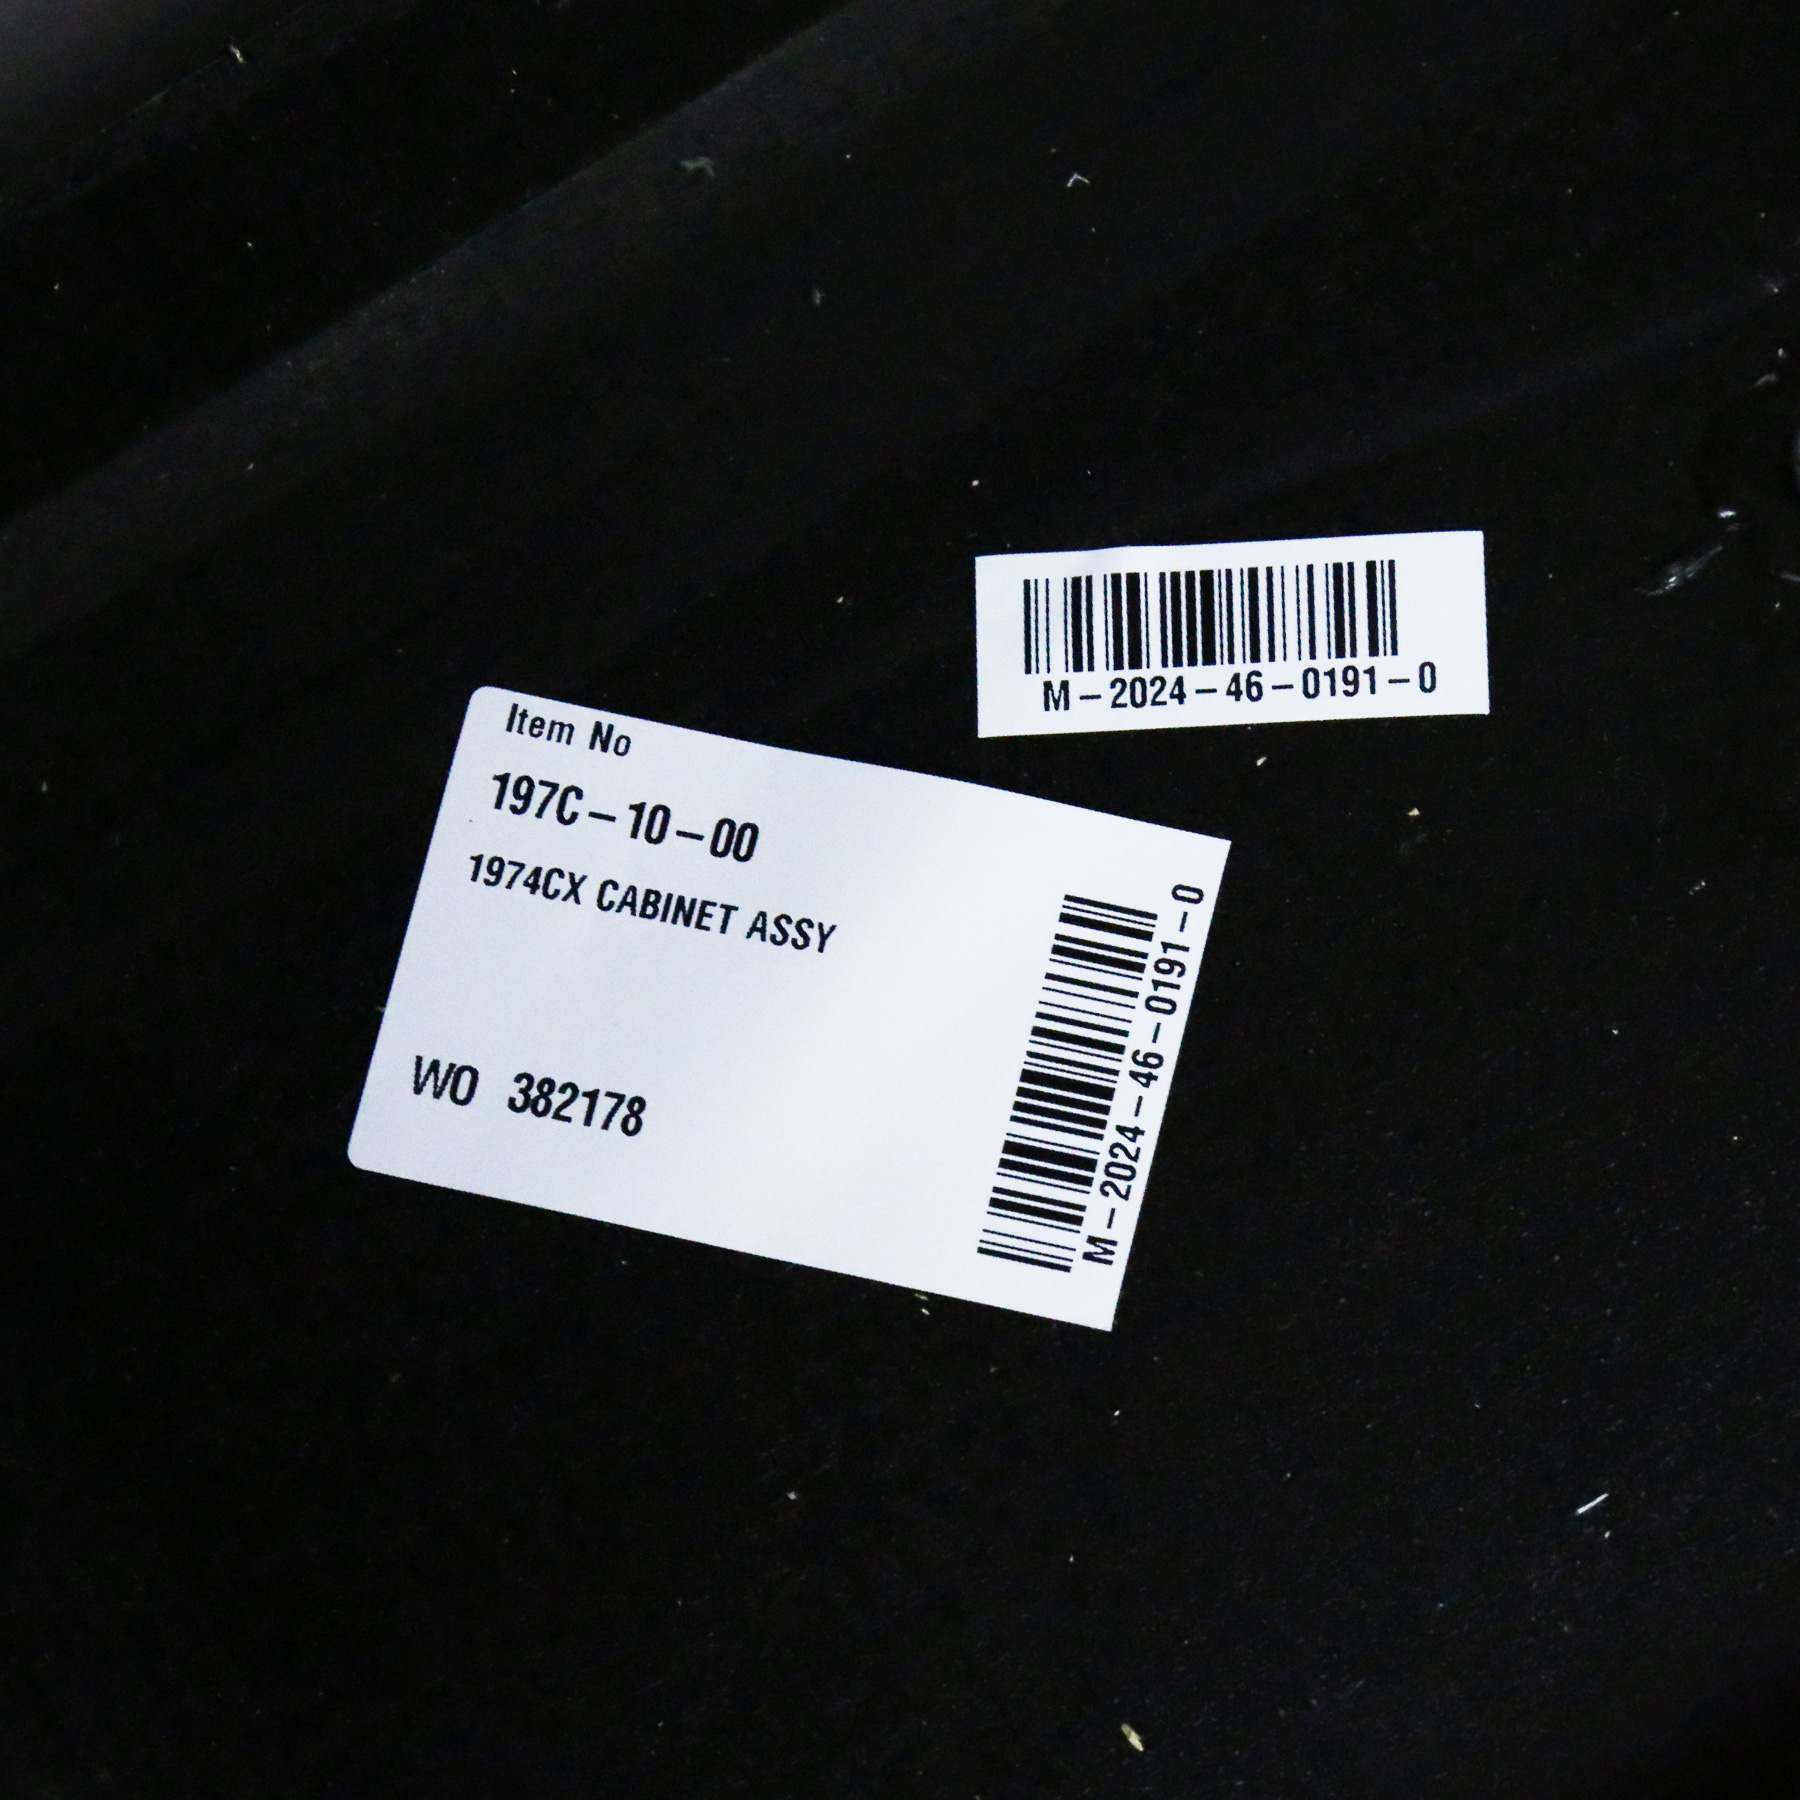 M-2024-46-0191-0
Item No
197C-10-00
1974CX CABINET ASSY
WO 382178
M-2024-46-0191-0